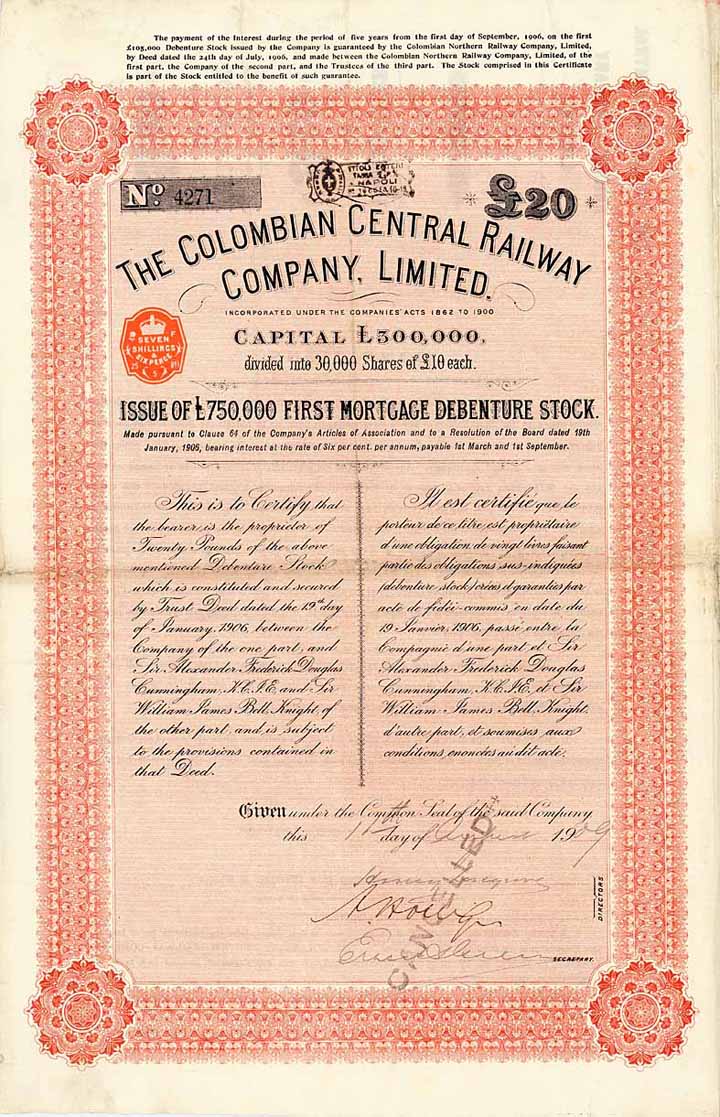 The payment of the Interest during the period of five years from the first day of September, 1906, on the first
£105,000 Debenture Stock issued by the Company is guaranteed by the Colombian Northern Railway Company, Limited,
by Deed dated the 24th day of July, 1906, and made between the Colombian Northern Railway Company, Limited, of the
first part, the Company of the second part, and the Trustees of the third part. The Stock comprised in this Certificate
is part of the Stock entitled to the benefit of such guarantee.
No. 4271
NAPOLI
£20
THE COLOMBIAN CENTRAL RAILWAY
COMPANY, LIMITED.
INCORPORATED UNDER THE COMPANIES' ACTS 1862 TO 1900
CAPITAL £300,000,
divided into 30,000 Shares of £10 each.
SEVEN
SHILLINGS
&
SIXPENCE
ISSUE OF £750,000 FIRST MORTGAGE DEBENTURE STOCK.
Made pursuant to Clause 64 of the Company's Articles of Association and to a Resolution of the Board dated 19th
January, 1906, bearing interest at the rate of Six per cent. per annum, payable 1st March and 1st September.
This is to Certify that
the bearer is the proprietor of
Twenty Pounds of the above
mentioned Debenture Stock
which is constituted and secured
by Trust Deed dated the 19th day
of January, 1906, between the
Company of the one part, and
Sir Alexander Frederick Douglas
Cunningham, K.C.I.E. and Sir
William James Bell, Knight, of
the other part, and is subject
to the provisions contained in
that Deed.
Il est certifié que le
porteur de ce titre est propriétaire
d'une obligation de vingt livres faisant
partie des obligations sus-indiquées
(debenture stock) créées et garanties par
acte de fidéi-commis en date du
19 Janvier, 1906, passé entre la
Compagnie d'une part et Sir
Alexander Frederick Douglas
Cunningham, K.C.I.E. et Sir
William James Bell, Knight,
d'autre part, et soumises aux
conditions enoncées au dit acte.
Given under the Common Seal of the said Company
this 11th day of 1909
CANCELLED
DIRECTORS
SECRETARY.